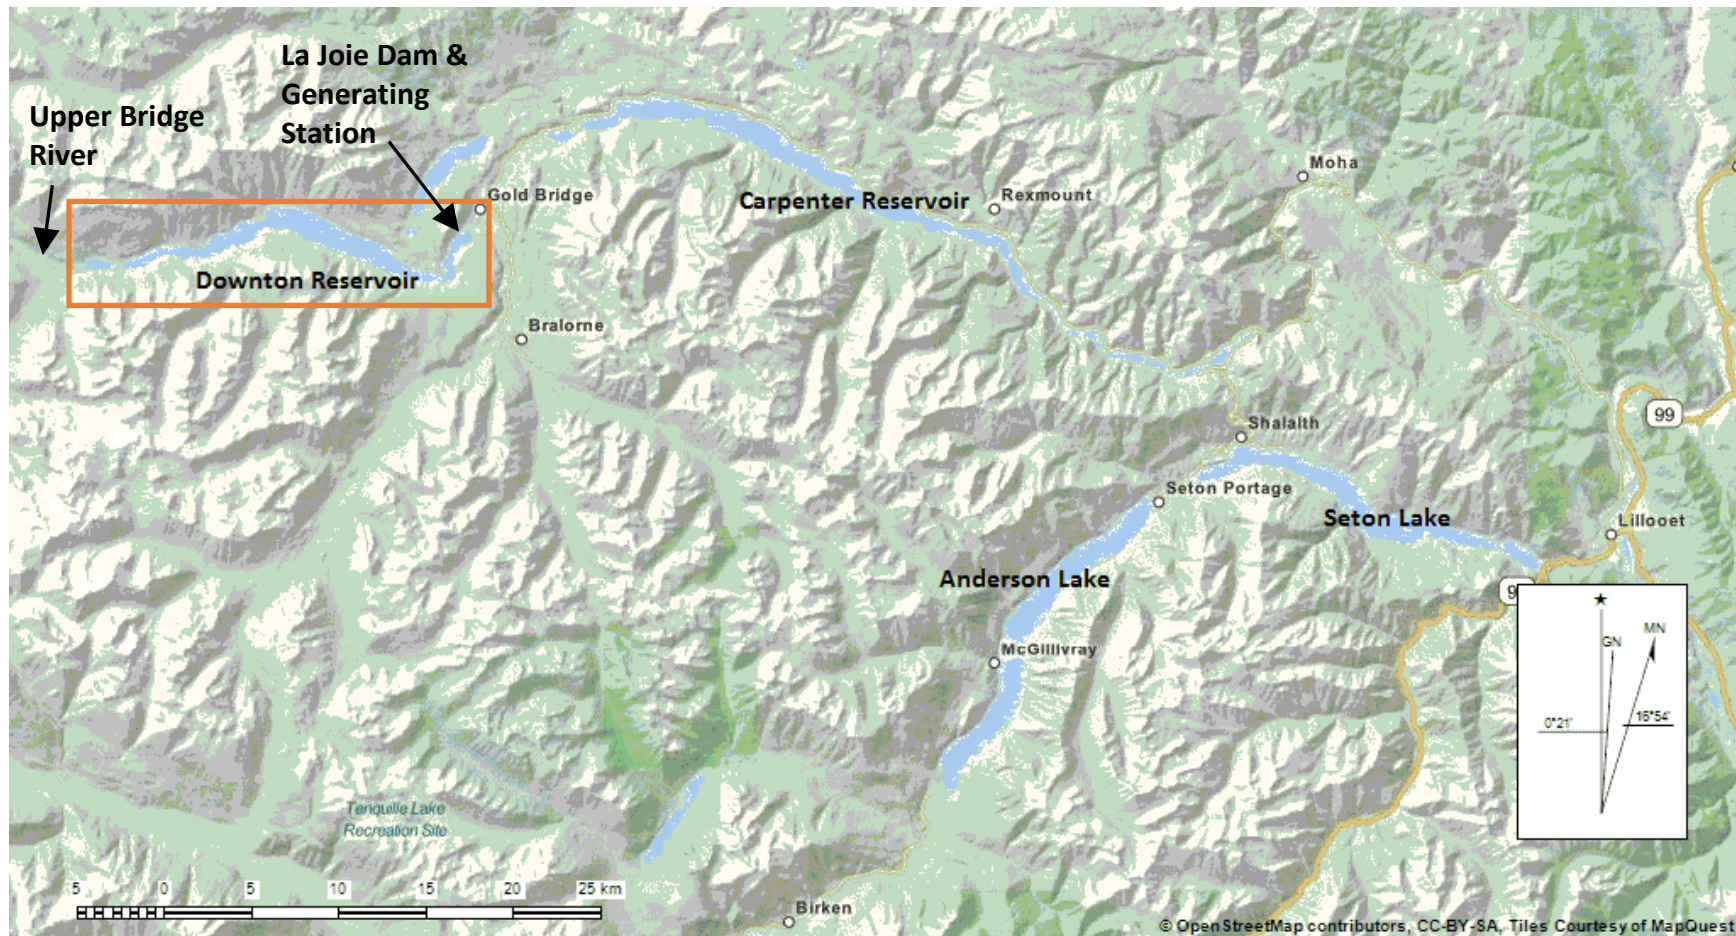 La Joie Dam &
Generating
Station
Upper Bridge
River
Gold Bridge
Moha
Carpenter Reservoir
Rexmount
Downton Reservoir
Bralorne
99
Shalalth
Seton Portage
Seton Lake
Lillooet
Anderson Lake
McGillivray
GN
MN
0°21'
16°54'
Tenquille Lake
Recreation Site
5 0 5 10 15 20 25 km
Birken
© OpenStreetMap contributors, CC-BY-SA, Tiles Courtesy of MapQuest